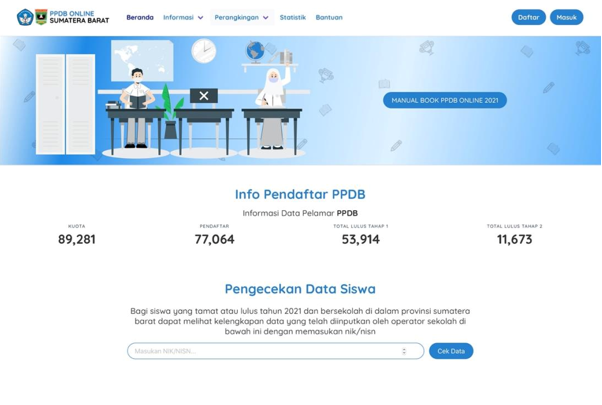 PPDB ONLINE
SUMATERA BARAT
Beranda
Informasi
Perangkingan
Statistik
Bantuan
Daftar
Masuk
MANUAL BOOK PPDB ONLINE 2021
Info Pendaftar PPDB
Informasi Data Pelamar PPDB
KUOTA
89,281
PENDAFTAR
77,064
TOTAL LULUS TAHAP 1
53,914
TOTAL LULUS TAHAP 2
11,673
Pengecekan Data Siswa
Bagi siswa yang tamat atau lulus tahun 2021 dan bersekolah di dalam provinsi sumatera
barat dapat melihat kelengkapan data yang telah diinputkan oleh operator sekolah di
bawah ini dengan memasukan nik/nisn
Masukan NIK/NISN...
Cek Data